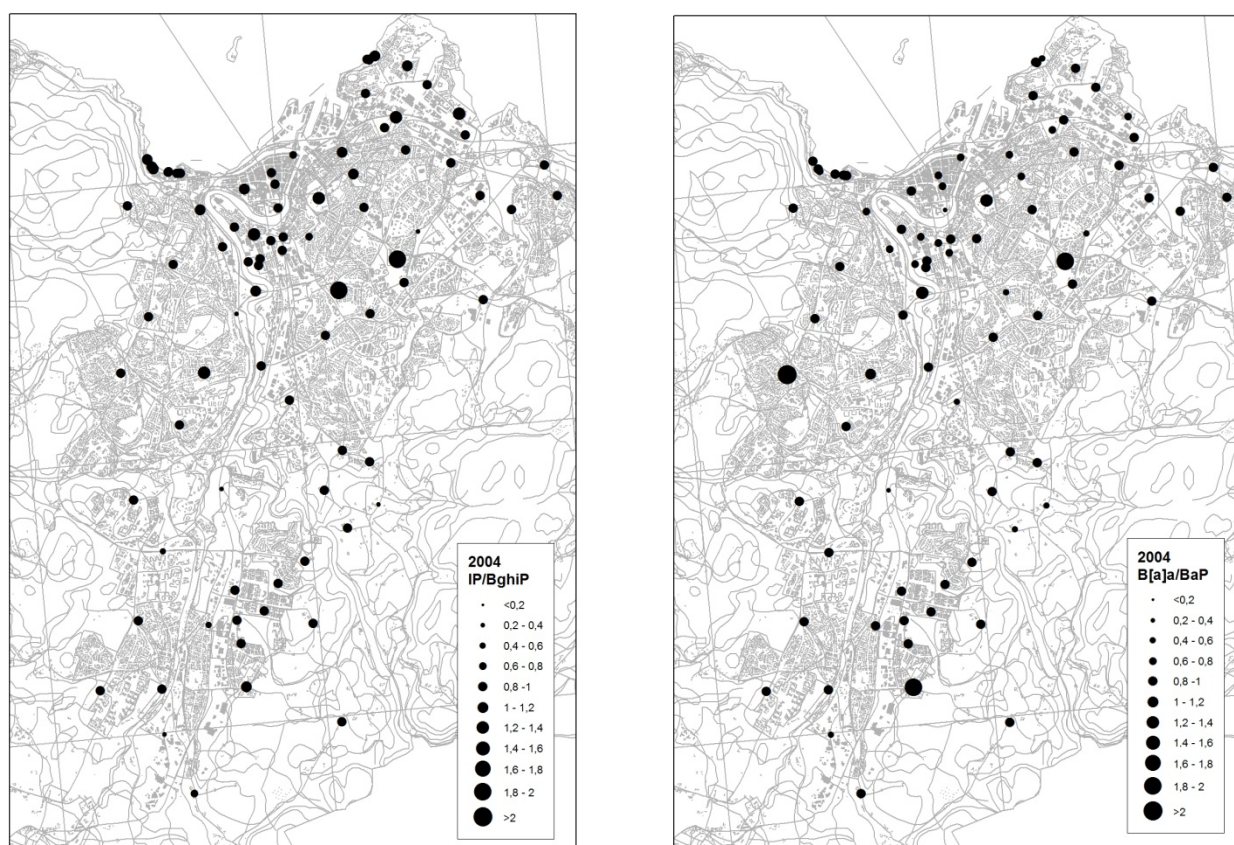 2004
IP/BghiP
<0,2
0,2 - 0,4
0,4 - 0,6
0,6 - 0,8
0,8 - 1
1 - 1,2
1,2 - 1,4
1,4 - 1,6
1,6 - 1,8
1,8 - 2
>2
2004
B[a]a/BaP
<0,2
0,2 - 0,4
0,4 - 0,6
0,6 - 0,8
0,8 - 1
1 - 1,2
1,2 - 1,4
1,4 - 1,6
1,6 - 1,8
1,8 - 2
>2